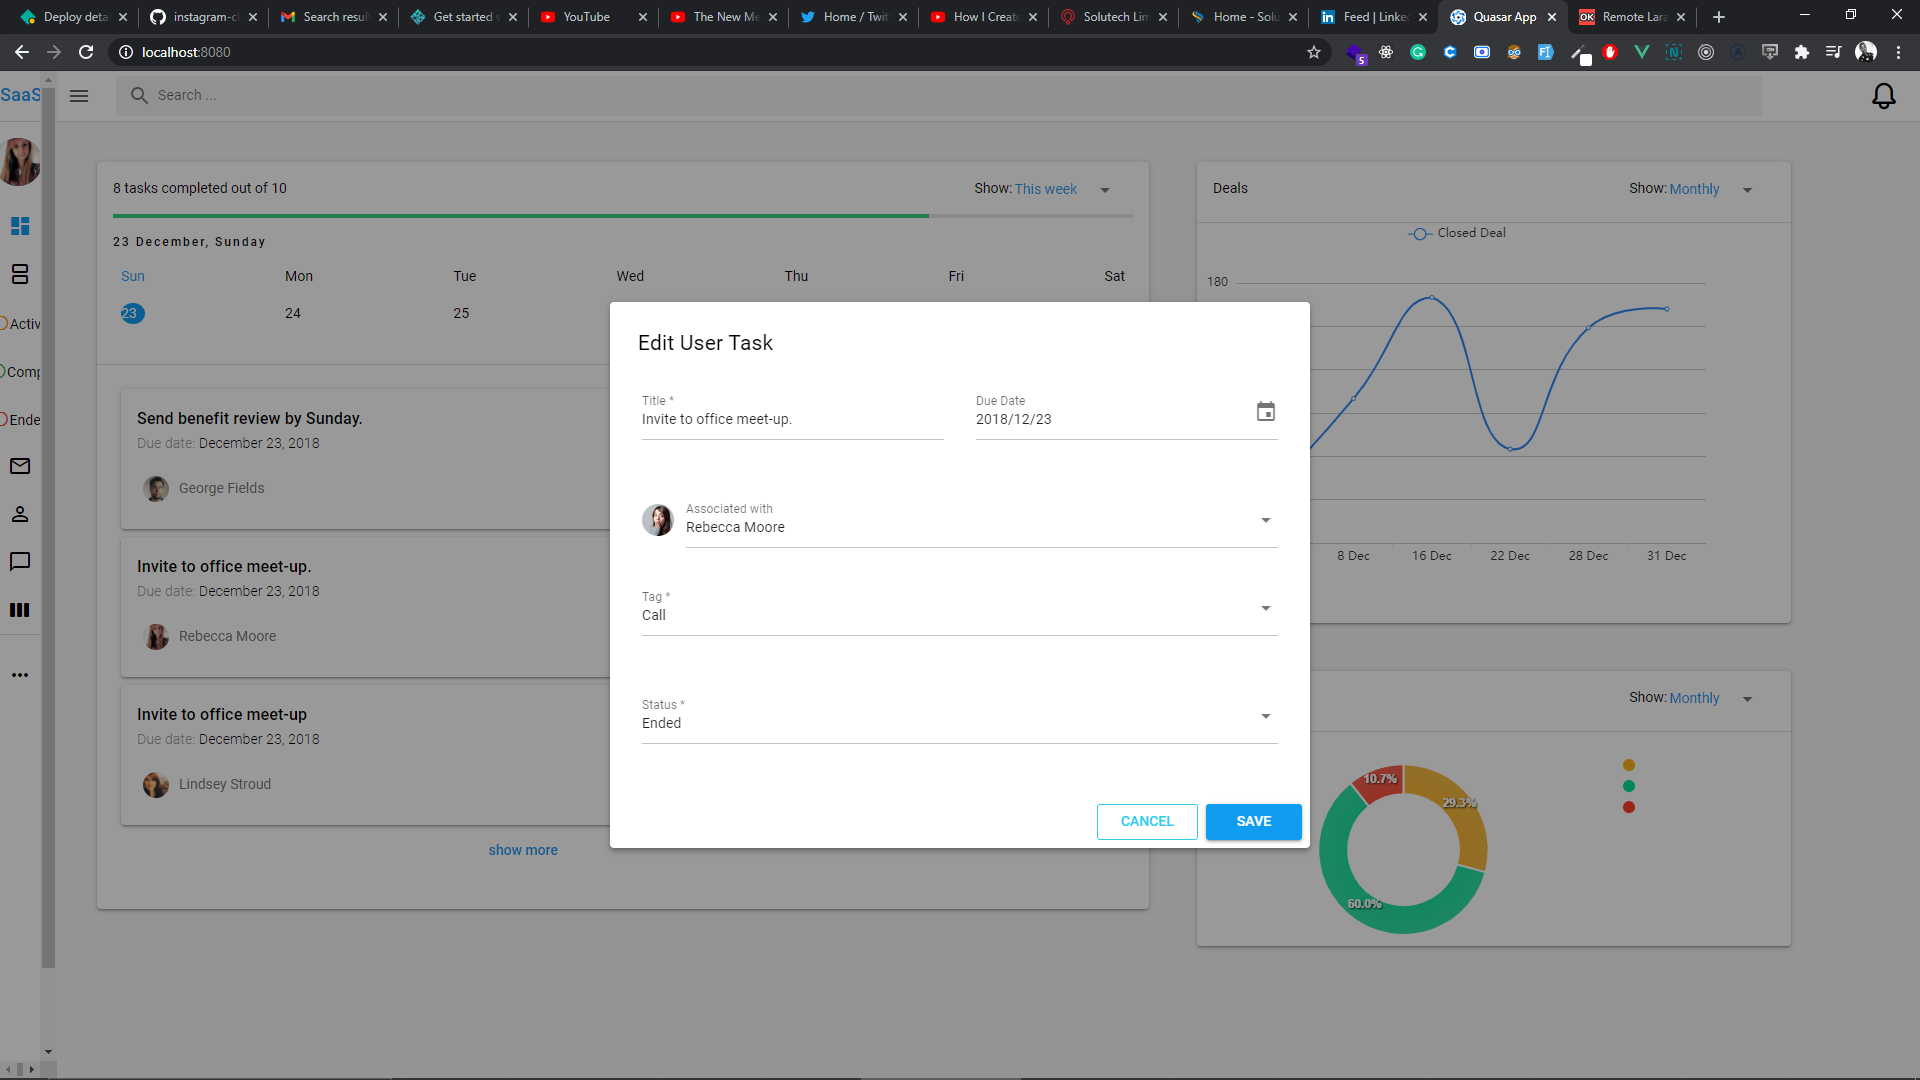 Deploy deta
instagram-cl
Search resul
Get started w
YouTube
The New Me
Home / Twit
How I Create
Solutech Lim
Home - Solu
Feed | Linke
Quasar App
Remote Lara
localhost:8080
5
SaaS
Search ...
8 tasks completed out of 10
Show: This week
23 December, Sunday
Sun Mon Tue Wed Thu Fri Sat
23 24 25
Activ
Comp
Ende
Send benefit review by Sunday.
Due date: December 23, 2018
George Fields
Invite to office meet-up.
Due date: December 23, 2018
Rebecca Moore
Invite to office meet-up
Due date: December 23, 2018
Lindsey Stroud
show more
Edit User Task
Title *
Invite to office meet-up.
Due Date
2018/12/23
Associated with
Rebecca Moore
Tag *
Call
Status *
Ended
CANCEL
SAVE
Deals
Show: Monthly
Closed Deal
180
8 Dec 16 Dec 22 Dec 28 Dec 31 Dec
Show: Monthly
10.7%
29.3%
60.0%